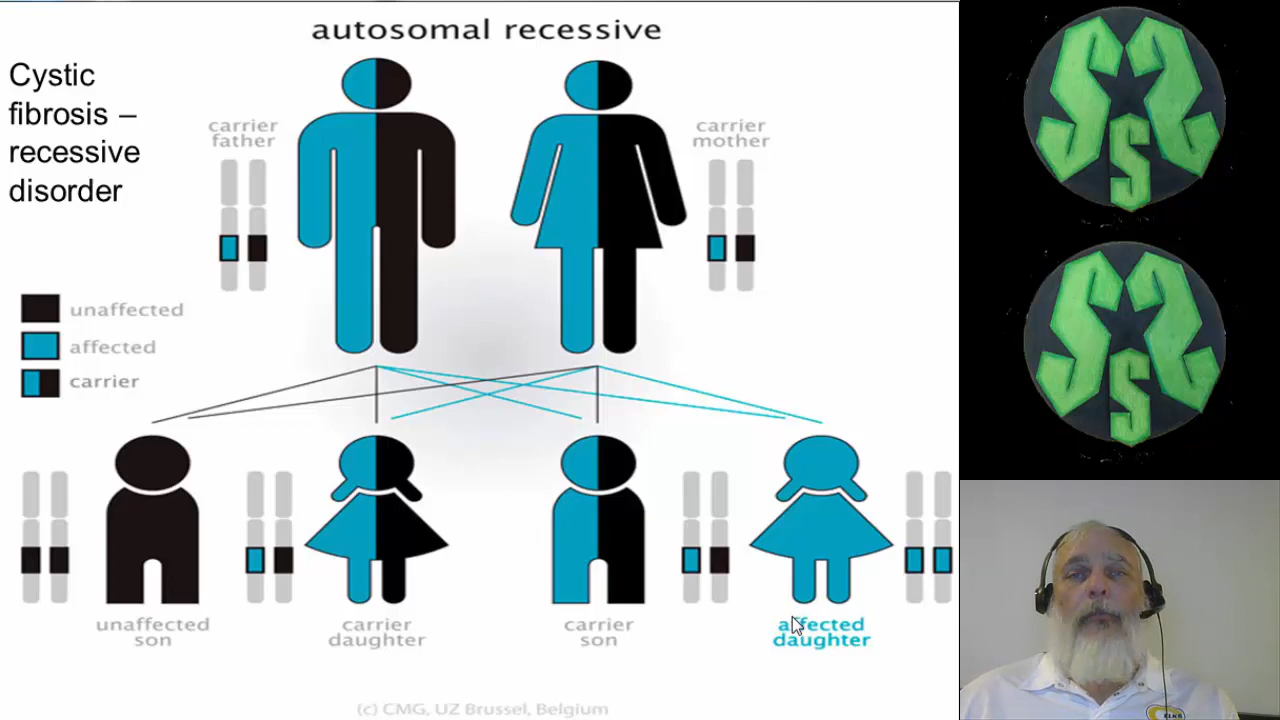 autosomal recessive
Cystic
fibrosis –
recessive
disorder
carrier
father
carrier
mother
unaffected
affected
carrier
unaffected
son
carrier
daughter
carrier
son
affected
daughter
(c) CMG, UZ Brussel, Belgium
S S
S
S S
S
ELKS